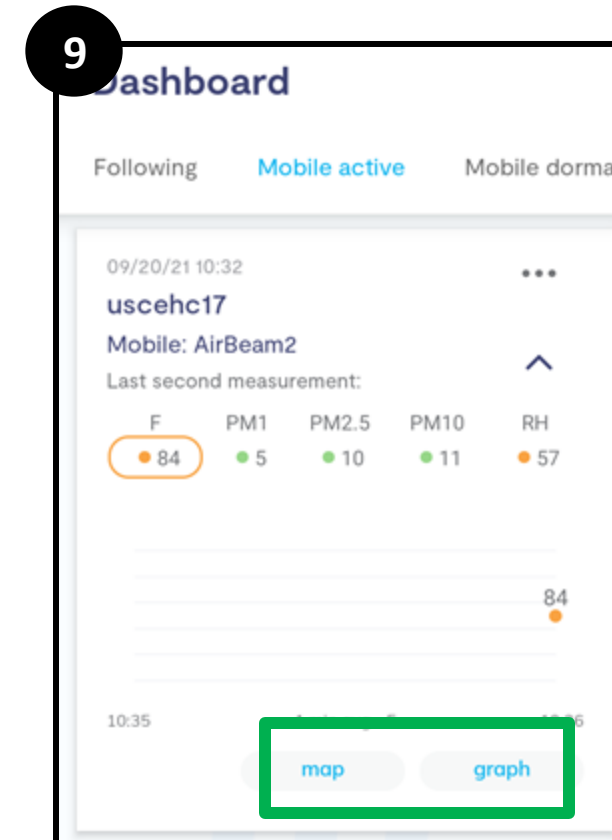 9
Dashboard
Following Mobile active Mobile dorma
09/20/21 10:32
uscehc17
Mobile: AirBeam2
Last second measurement:
F PM1 PM2.5 PM10 RH
84 5 10 11 57
84
10:35
map graph